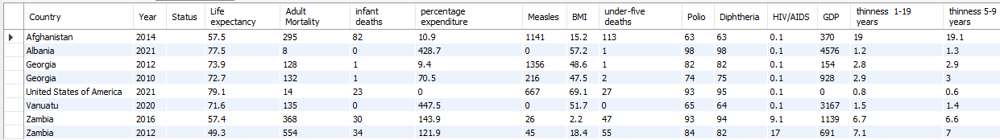 Country Year Status Life expectancy Adult Mortality infant deaths percentage expenditure Measles BMI under-five deaths Polio Diphtheria HIV/AIDS GDP thinness 1-19 years thinness 5-9 years
Afghanistan 2014 57.5 295 82 10.9 1141 15.2 113 63 63 0.1 370 19 19.1
Albania 2021 77.5 8 0 428.7 0 57.2 1 98 98 0.1 4576 1.2 1.3
Georgia 2012 73.9 128 1 9.4 1356 48.6 1 82 82 0.1 154 2.8 2.9
Georgia 2010 72.7 132 1 70.5 216 47.5 2 74 75 0.1 928 2.9 3
United States of America 2021 79.1 14 23 0 667 69.1 27 93 95 0.1 0 0.8 0.6
Vanuatu 2020 71.6 135 0 447.5 0 51.7 0 65 64 0.1 3167 1.5 1.4
Zambia 2016 57.4 368 30 143.9 26 2.2 47 93 94 9.1 1139 6.7 6.6
Zambia 2012 49.3 554 34 121.9 45 18.4 55 84 82 17 691 7.1 7